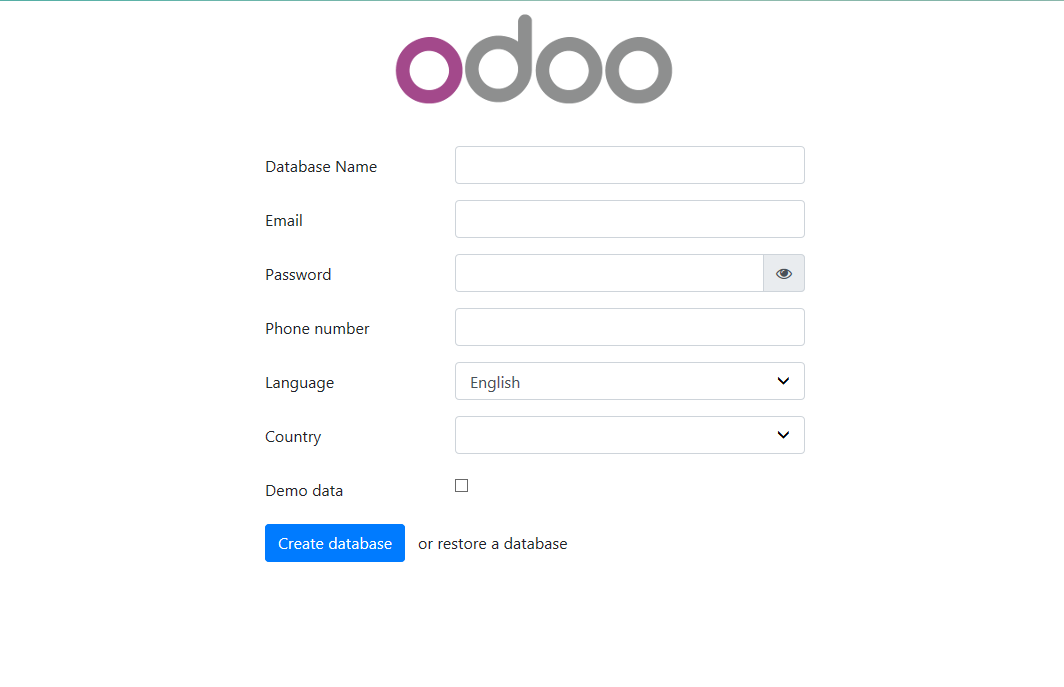 odoo
Database Name
Email
Password
Phone number
Language English
Country
Demo data
Create database or restore a database